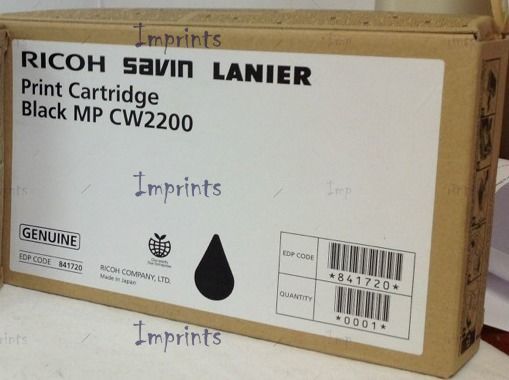 Imprints
RICOH savin LANIER
Print Cartridge
Black MP CW2200
Imprints
Imp
GENUINE
EDP CODE 841720
RICOH COMPANY, LTD.
Made in Japan
EDP CODE
*841720*
QUANTITY
*0001*
Imprints